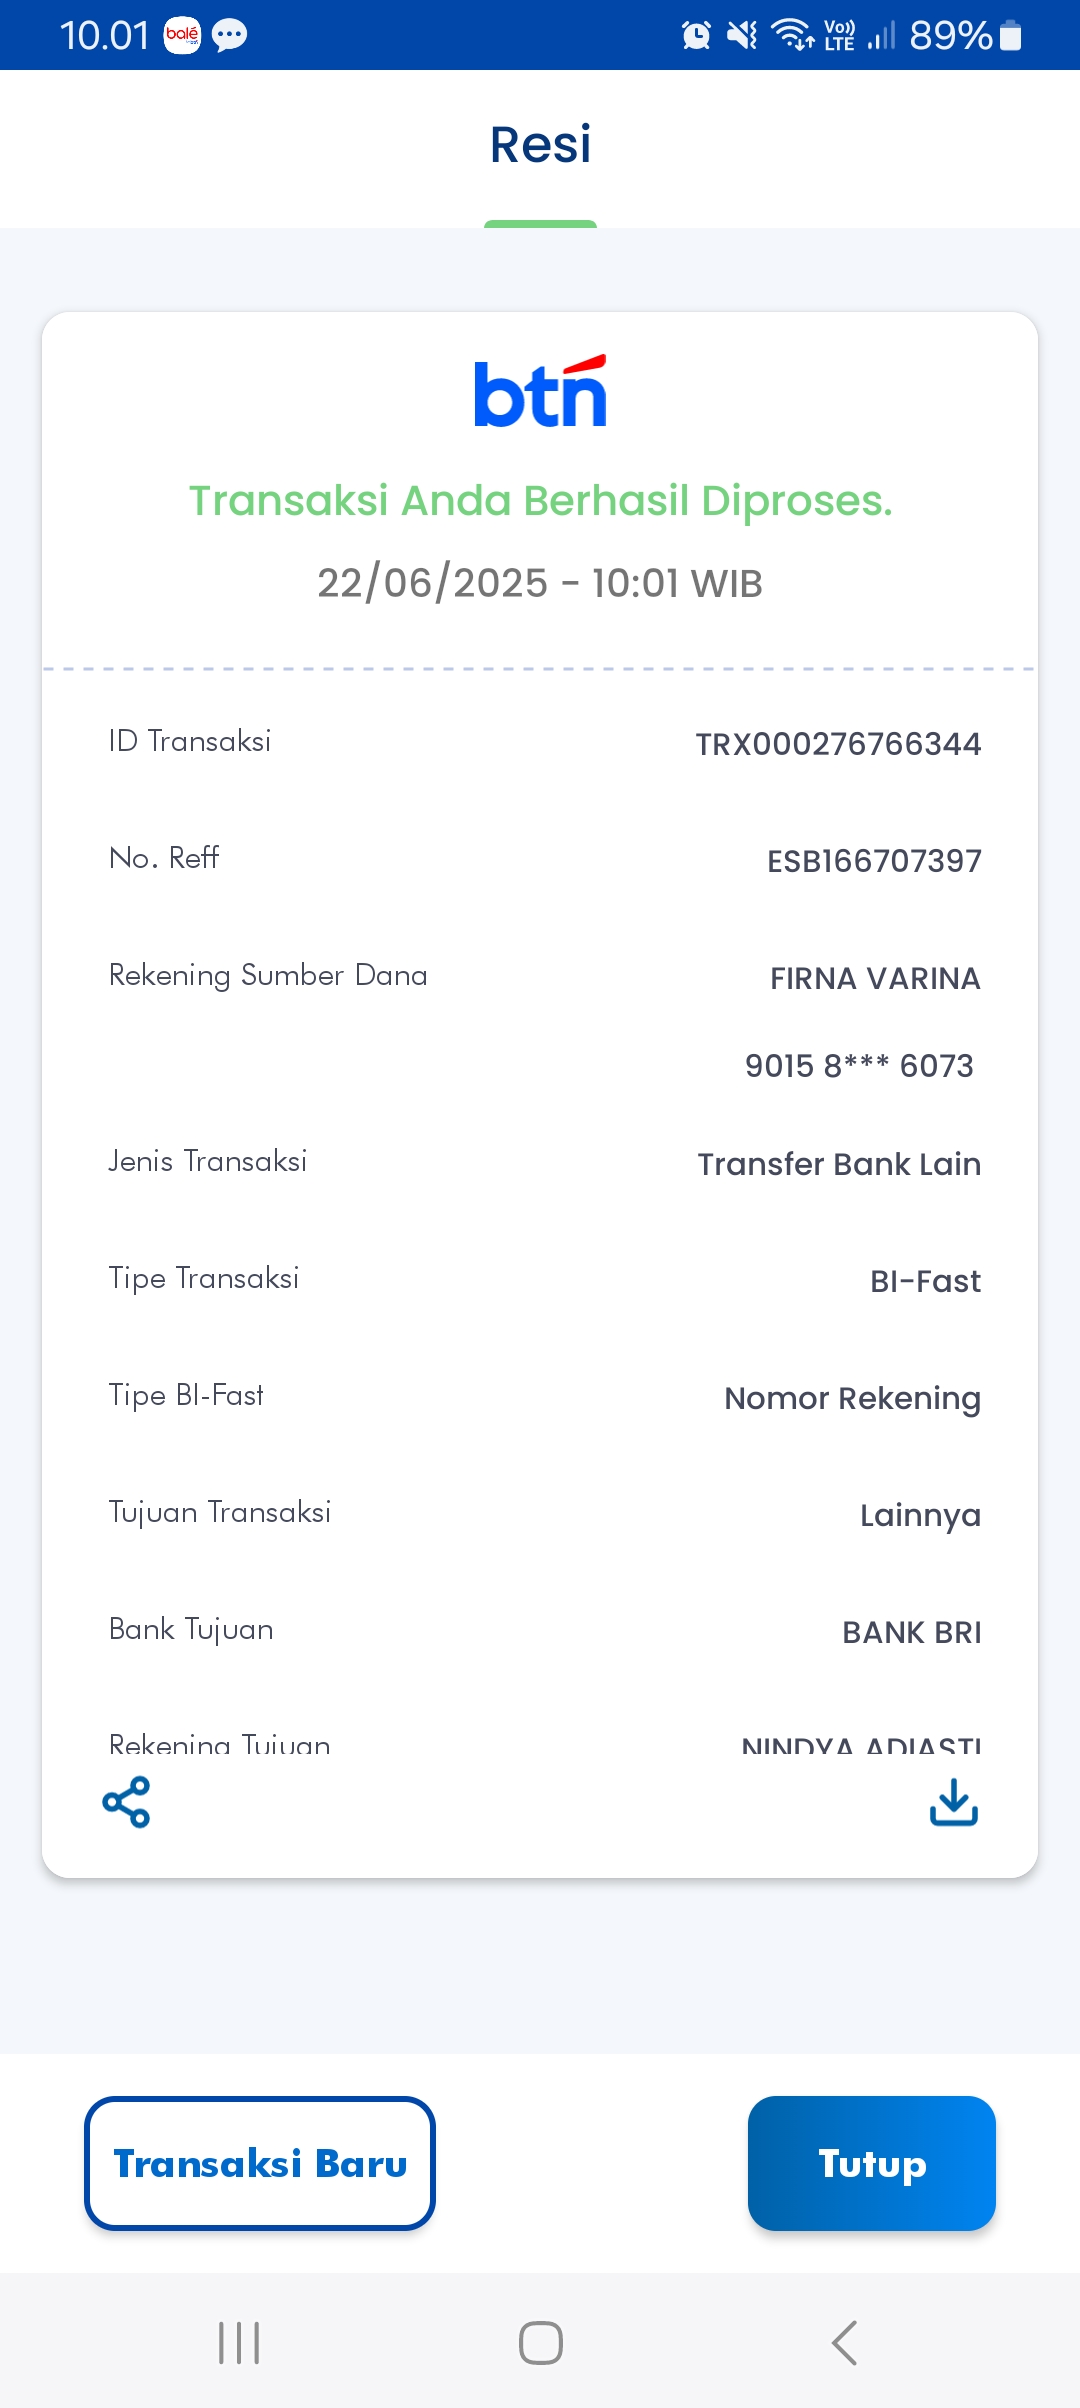 10.01 balé 89%
Vo)) LTE
Resi
btn
Transaksi Anda Berhasil Diproses.
22/06/2025 - 10:01 WIB
ID Transaksi TRX000276766344
No. Reff ESB166707397
Rekening Sumber Dana FIRNA VARINA
9015 8*** 6073
Jenis Transaksi Transfer Bank Lain
Tipe Transaksi BI-Fast
Tipe BI-Fast Nomor Rekening
Tujuan Transaksi Lainnya
Bank Tujuan BANK BRI
Rekening Tujuan NINDYA ADIASTI
Transaksi Baru Tutup